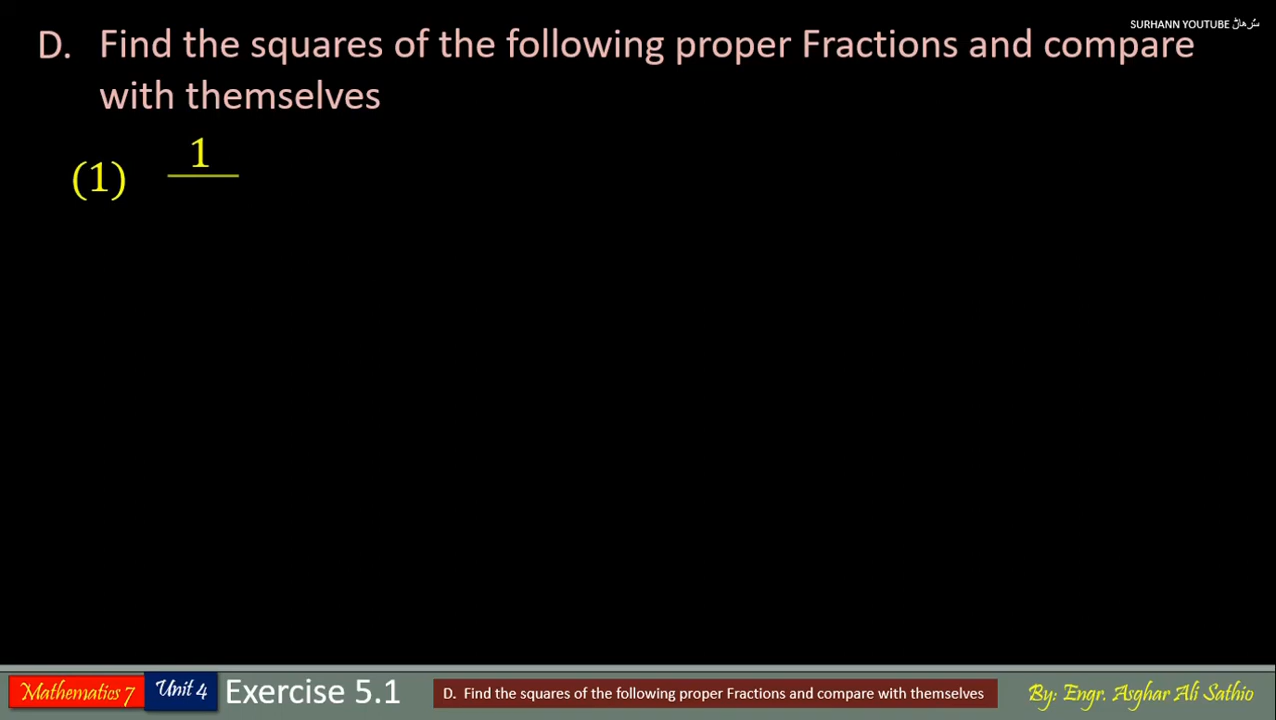 SURHANN YOUTUBE سُرھاڻ
D. Find the squares of the following proper Fractions and compare
with themselves
(1) 1
Mathematics 7 Unit 4 Exercise 5.1 D. Find the squares of the following proper Fractions and compare with themselves By: Engr. Asghar Ali Sathio